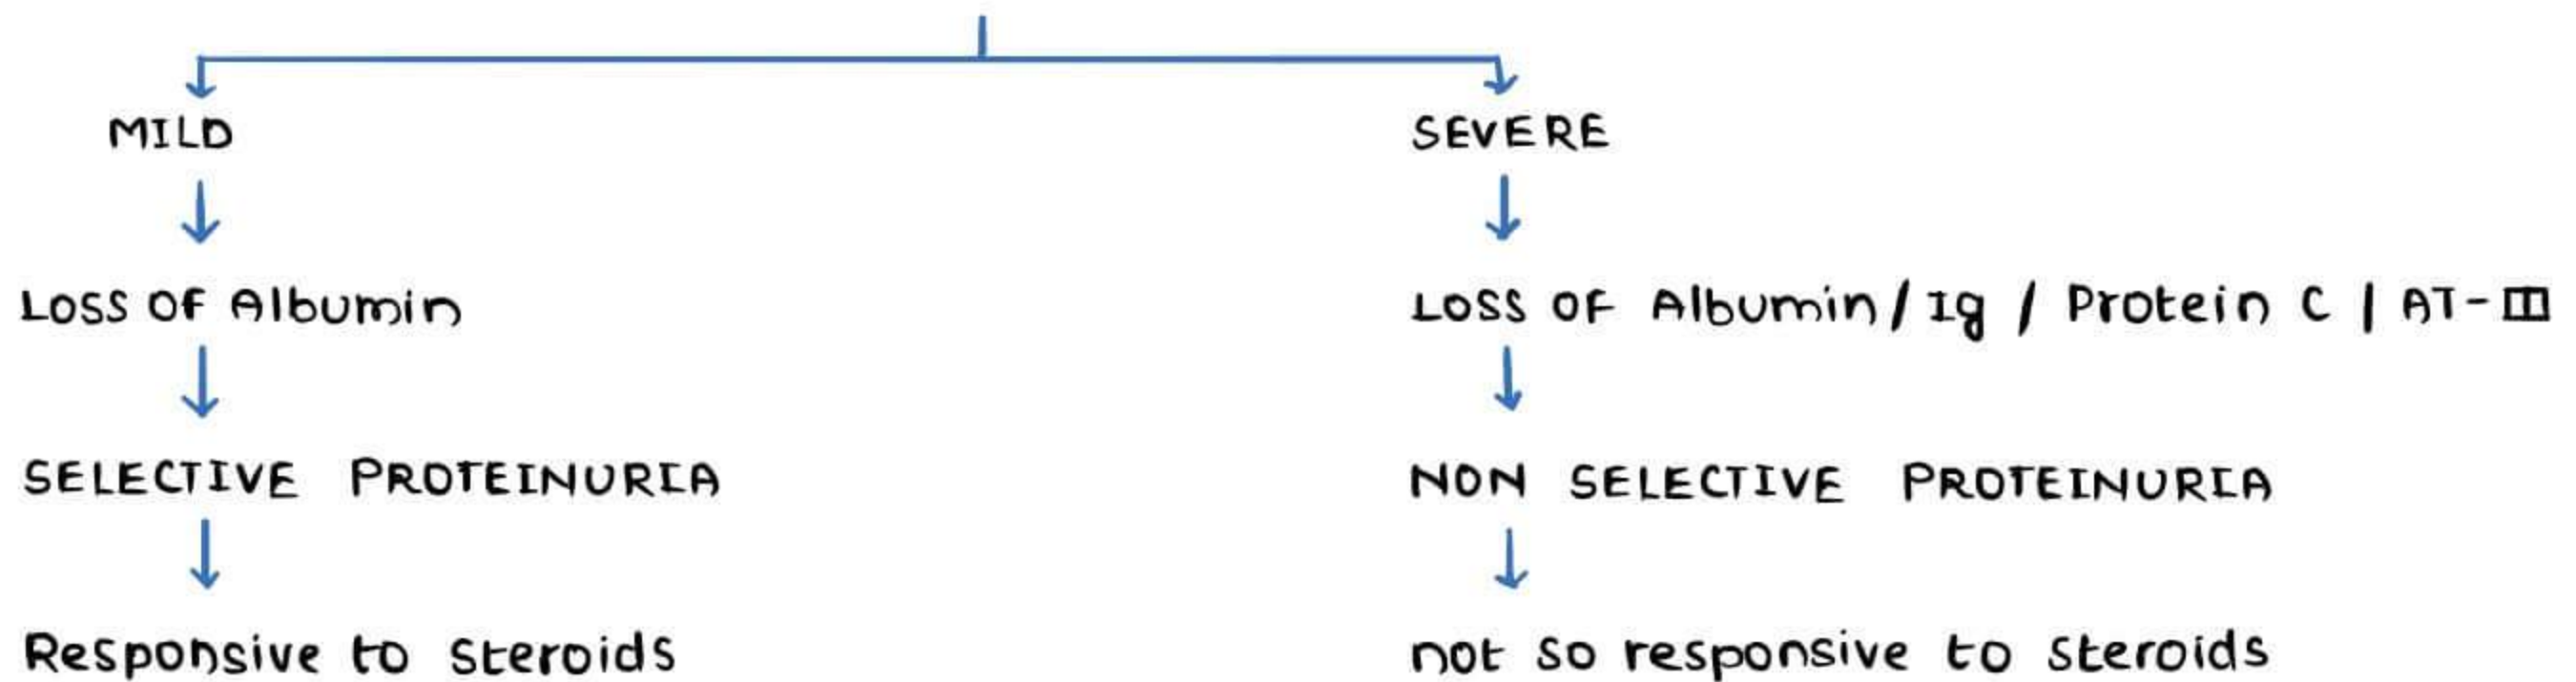 MILD
SEVERE
Loss of Albumin
Loss of Albumin / Ig / Protein C / AT-III
SELECTIVE PROTEINURIA
NON SELECTIVE PROTEINURIA
Responsive to steroids
not so responsive to steroids